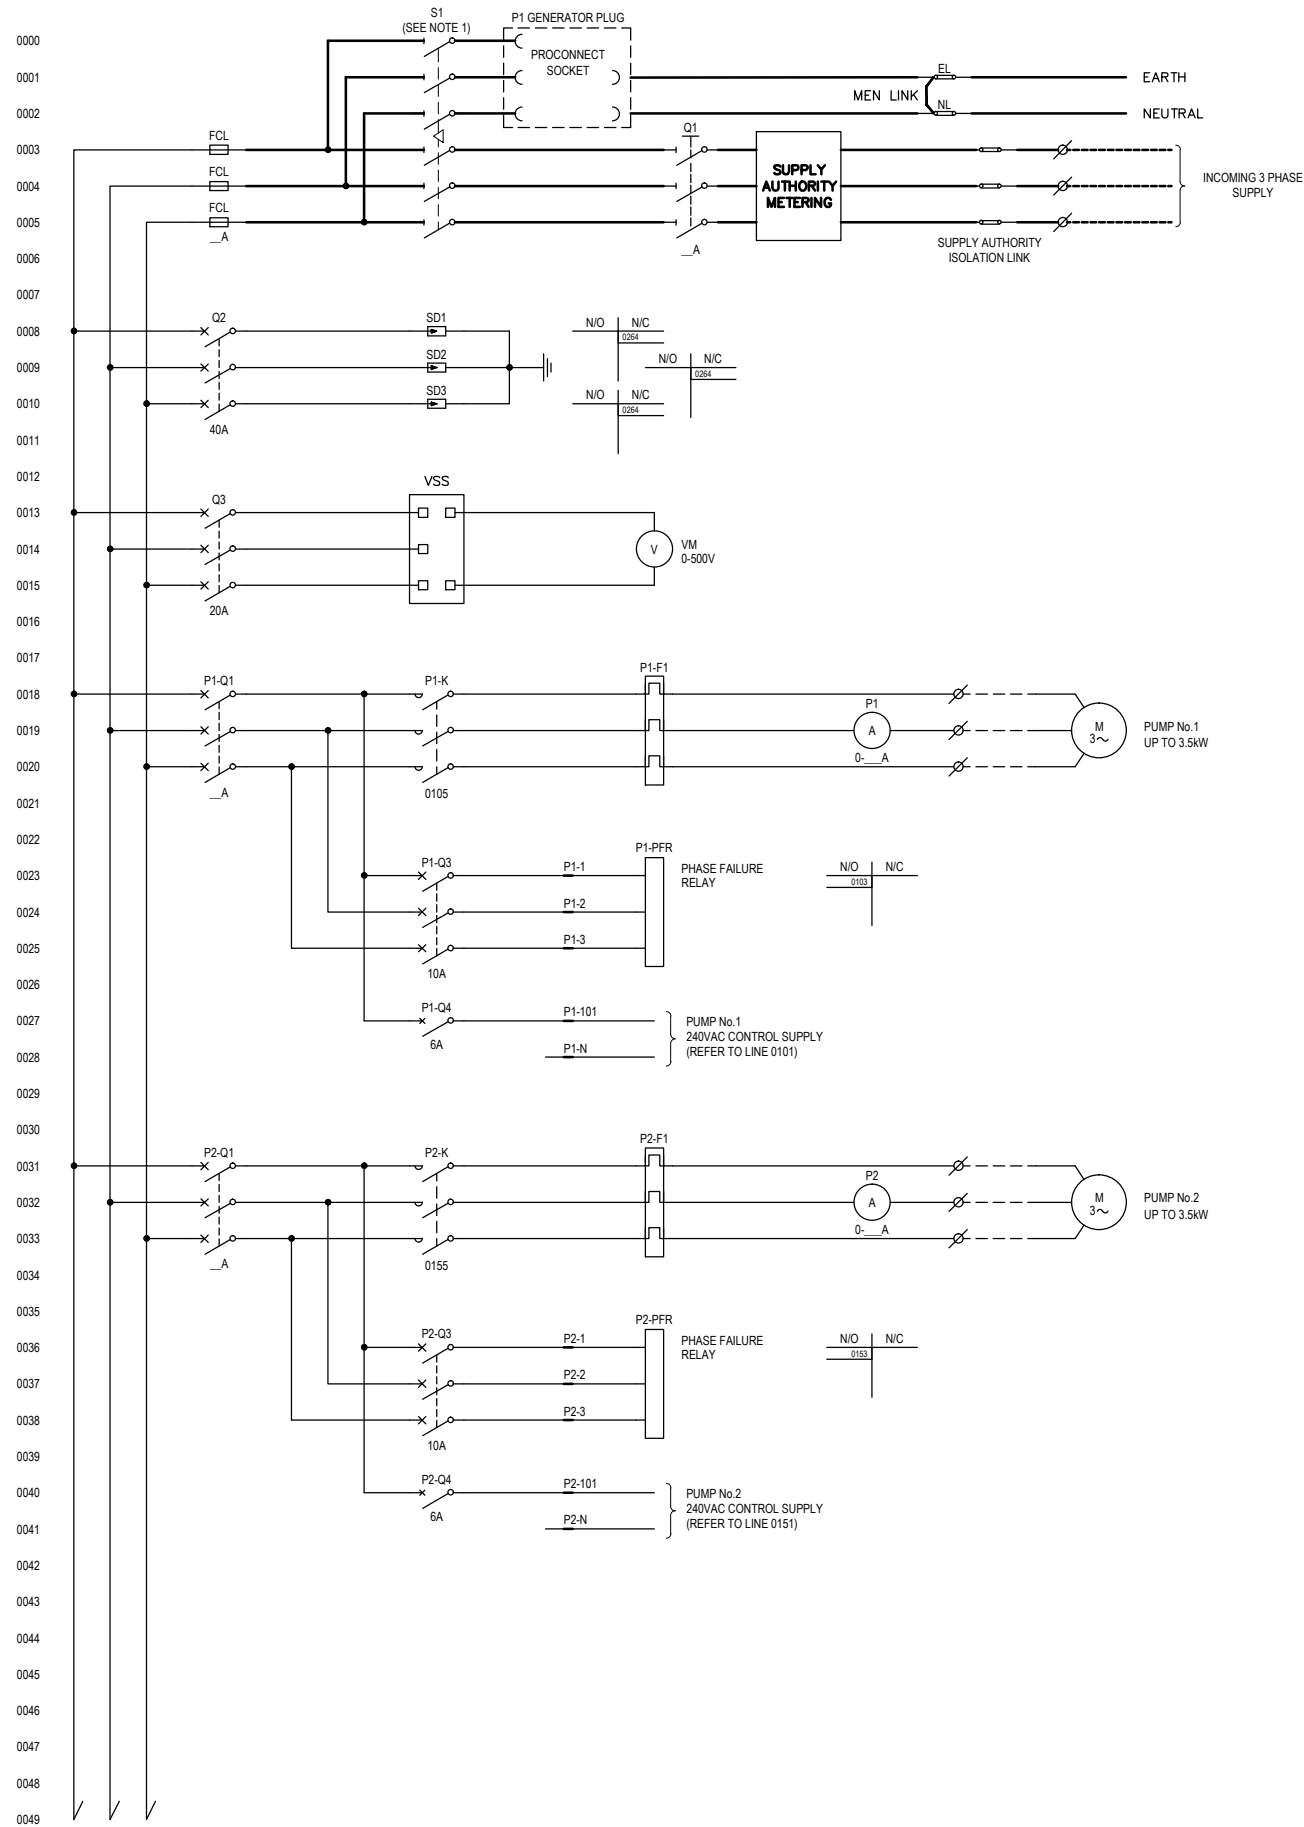 S1
(SEE NOTE 1)
P1 GENERATOR PLUG
0000
PROCONNECT
SOCKET
0001
EL
EARTH
MEN LINK
0002
NL
NEUTRAL
0003
FCL
Q1
0004
FCL
SUPPLY
AUTHORITY
METERING
INCOMING 3 PHASE
SUPPLY
0005
FCL
__A
__A
SUPPLY AUTHORITY
ISOLATION LINK
0006
0007
0008
Q2
SD1
N/O
N/C
0264
0009
SD2
N/O
N/C
0264
0010
SD3
N/O
N/C
0264
40A
0011
0012
VSS
0013
Q3
0014
V
VM
0-500V
0015
20A
0016
0017
0018
P1-Q1
P1-K
P1-F1
0019
P1
A
0-___A
M
3~
PUMP No.1
UP TO 3.5kW
0020
__A
0105
0021
0022
0023
P1-Q3
P1-1
P1-PFR
PHASE FAILURE
RELAY
N/O
N/C
0103
0024
P1-2
0025
P1-3
10A
0026
0027
P1-Q4
6A
P1-101
PUMP No.1
240VAC CONTROL SUPPLY
(REFER TO LINE 0101)
0028
P1-N
0029
0030
0031
P2-Q1
P2-K
P2-F1
0032
P2
A
0-___A
M
3~
PUMP No.2
UP TO 3.5kW
0033
__A
0155
0034
0035
0036
P2-Q3
P2-1
P2-PFR
PHASE FAILURE
RELAY
N/O
N/C
0153
0037
P2-2
0038
P2-3
10A
0039
0040
P2-Q4
6A
P2-101
PUMP No.2
240VAC CONTROL SUPPLY
(REFER TO LINE 0151)
0041
P2-N
0042
0043
0044
0045
0046
0047
0048
0049